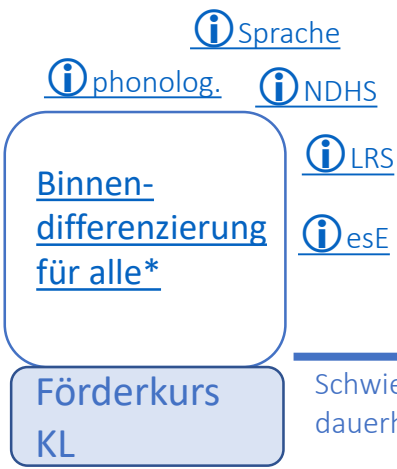 Sprache
phonolog.
NDHS
LRS
Binnen-
differenzierung
für alle*
esE
Förderkurs
KL